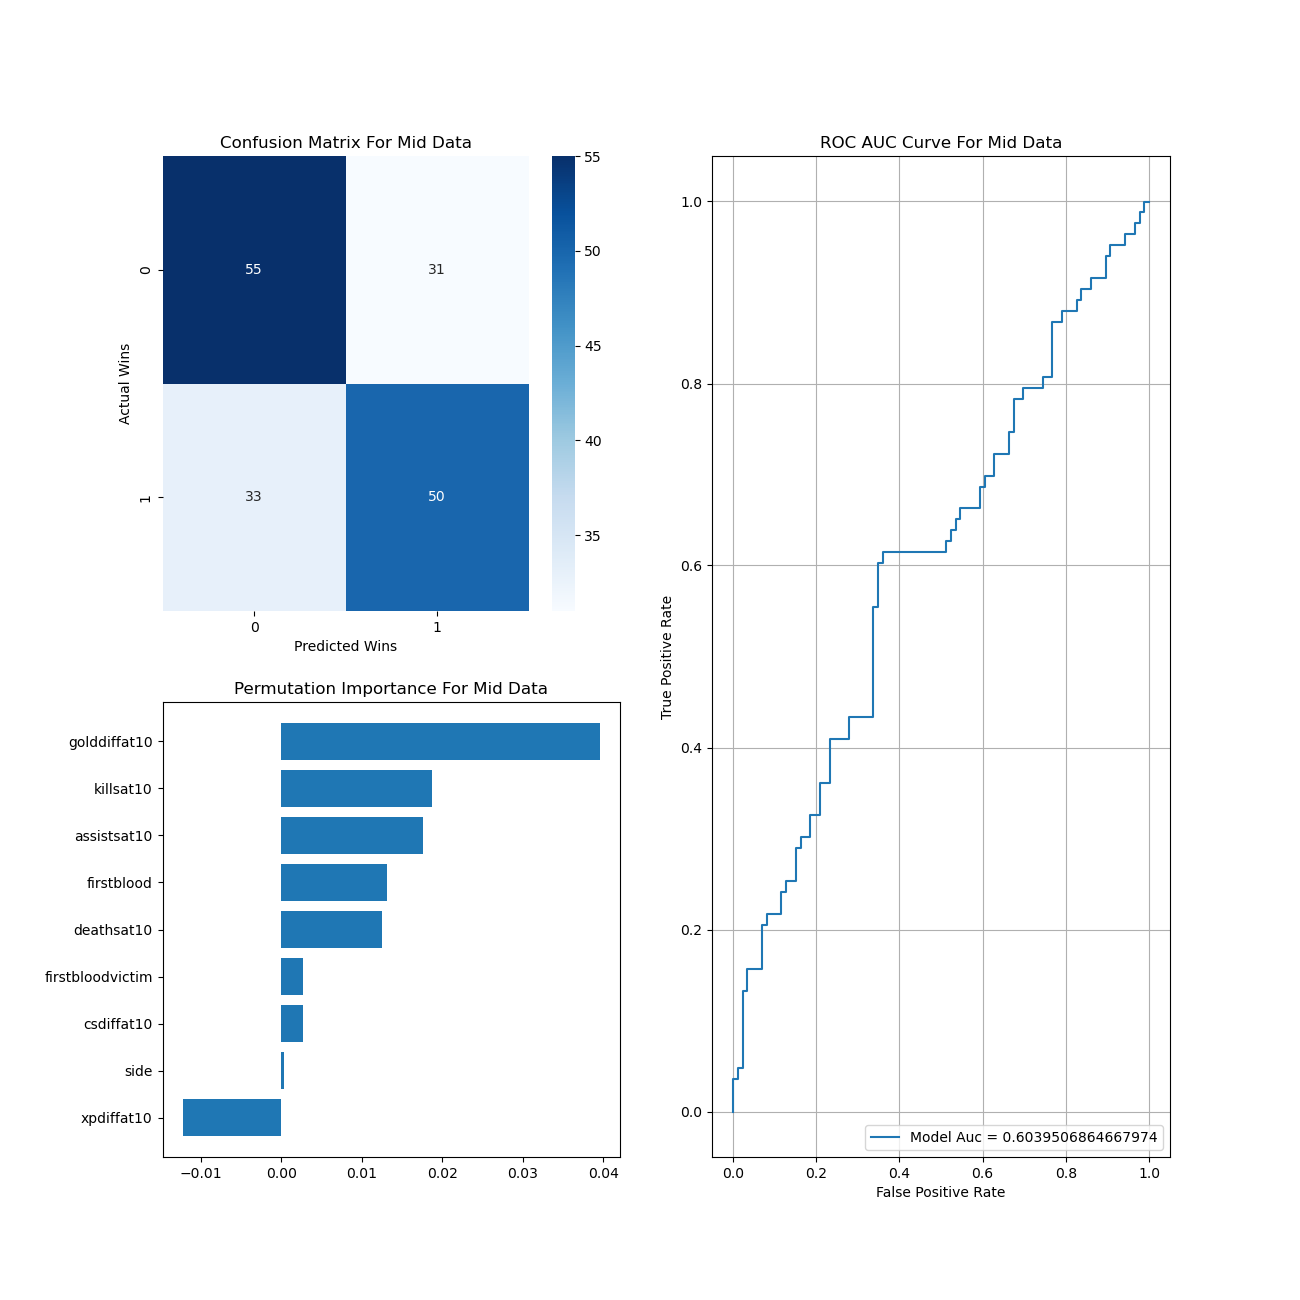 Confusion Matrix For Mid Data
55
31
33
50
0
1
Actual Wins
0
1
Predicted Wins
55
50
45
40
35
Permutation Importance For Mid Data
golddiffat10
killsat10
assistsat10
firstblood
deathsat10
firstbloodvictim
csdiffat10
side
xpdiffat10
−0.01
0.00
0.01
0.02
0.03
0.04
ROC AUC Curve For Mid Data
1.0
0.8
0.6
0.4
0.2
0.0
True Positive Rate
Model Auc = 0.6039506864667974
0.0
0.2
0.4
0.6
0.8
1.0
False Positive Rate